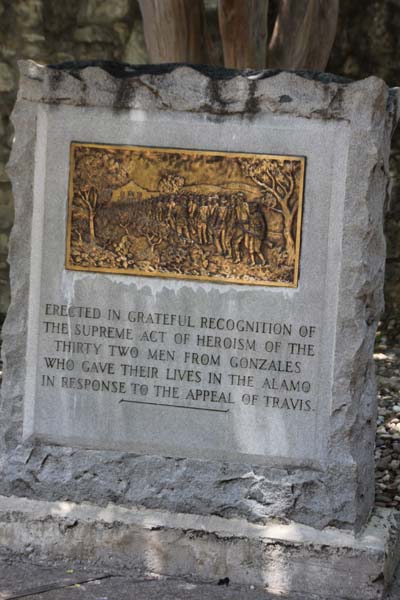 ERECTED IN GRATEFUL RECOGNITION OF
THE SUPREME ACT OF HEROISM OF THE
THIRTY TWO MEN FROM GONZALES
WHO GAVE THEIR LIVES IN THE ALAMO
IN RESPONSE TO THE APPEAL OF TRAVIS.